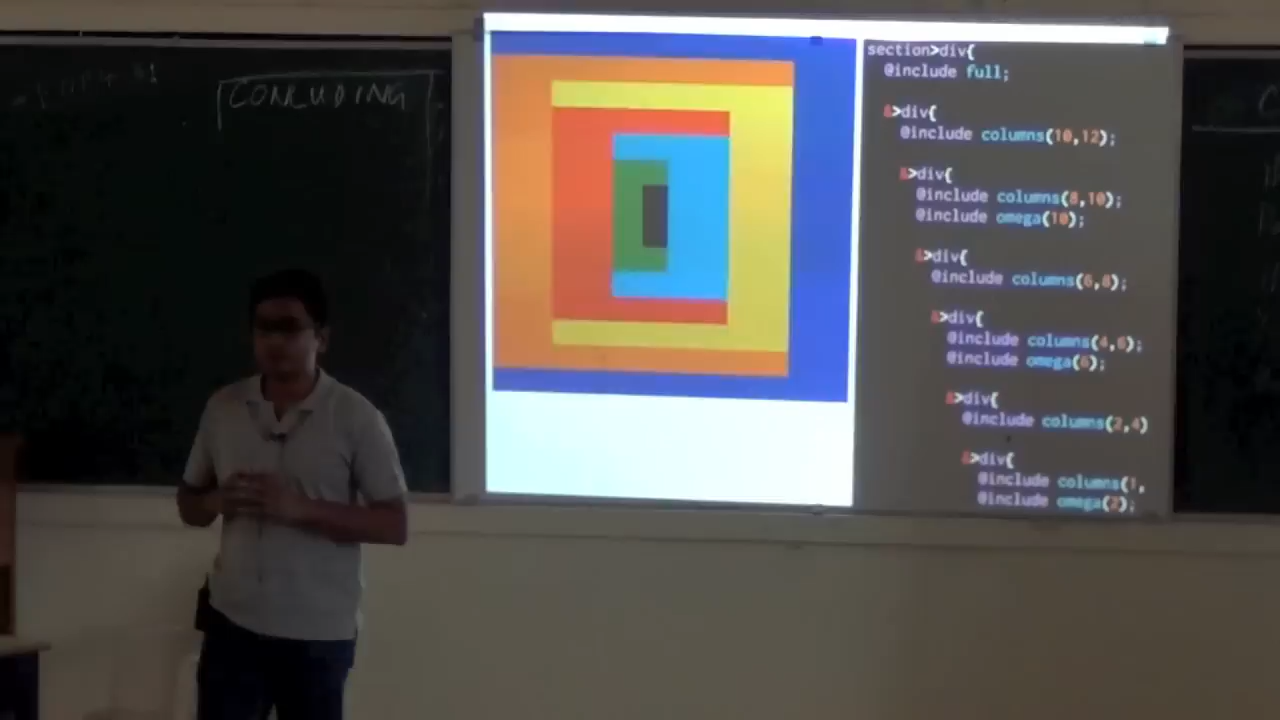 CONCLUDING
section>div{
@include full;
&>div{
@include columns(10,12);
&>div{
@include columns(8,10);
@include omega(10);
&>div{
@include columns(6,8);
&>div{
@include columns(4,6);
@include omega(6);
&>div{
@include columns(2,4)
&>div{
@include columns(1,
@include omega(2);